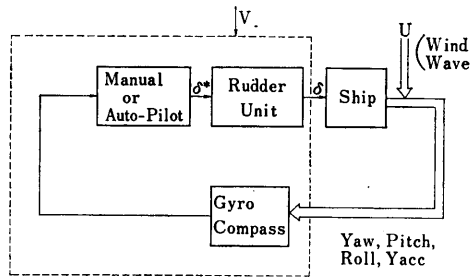 V
U
Wind
Wave
Manual
or
Auto-Pilot
δ*
Rudder
Unit
δ
Ship
Gyro
Compass
Yaw, Pitch,
Roll, Yacc